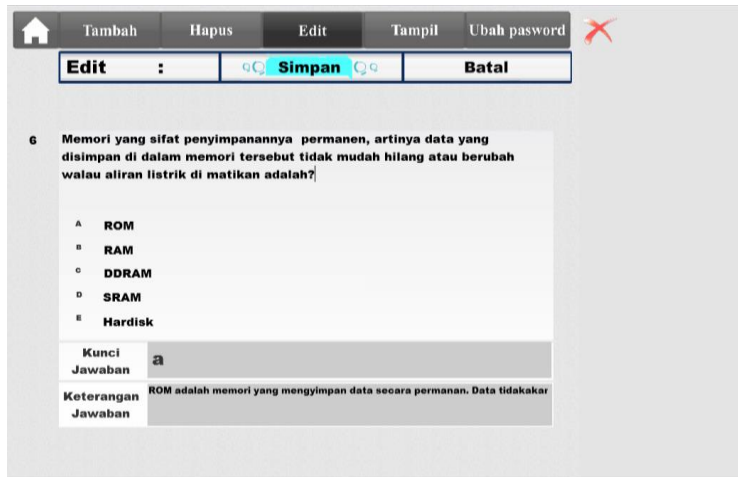 Tambah Hapus Edit Tampil Ubah pasword
Edit : Simpan Batal
6 Memori yang sifat penyimpanannya permanen, artinya data yang
disimpan di dalam memori tersebut tidak mudah hilang atau berubah
walau aliran listrik di matikan adalah?
A ROM
B RAM
C DDRAM
D SRAM
E Hardisk
Kunci
Jawaban a
Keterangan ROM adalah memori yang mengyimpan data secara permanan. Data tidakakar
Jawaban